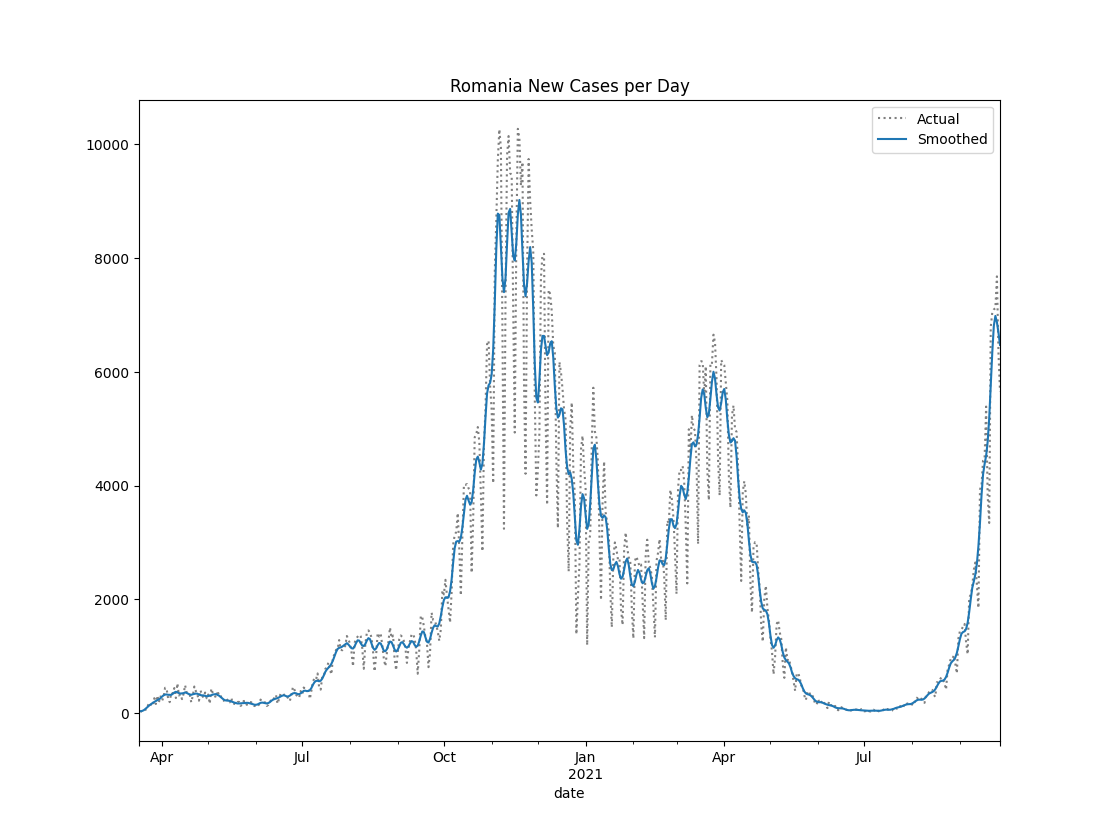 Romania New Cases per Day
Actual
Smoothed
10000
8000
6000
4000
2000
0
Apr Jul Oct Jan Apr Jul
2021
date